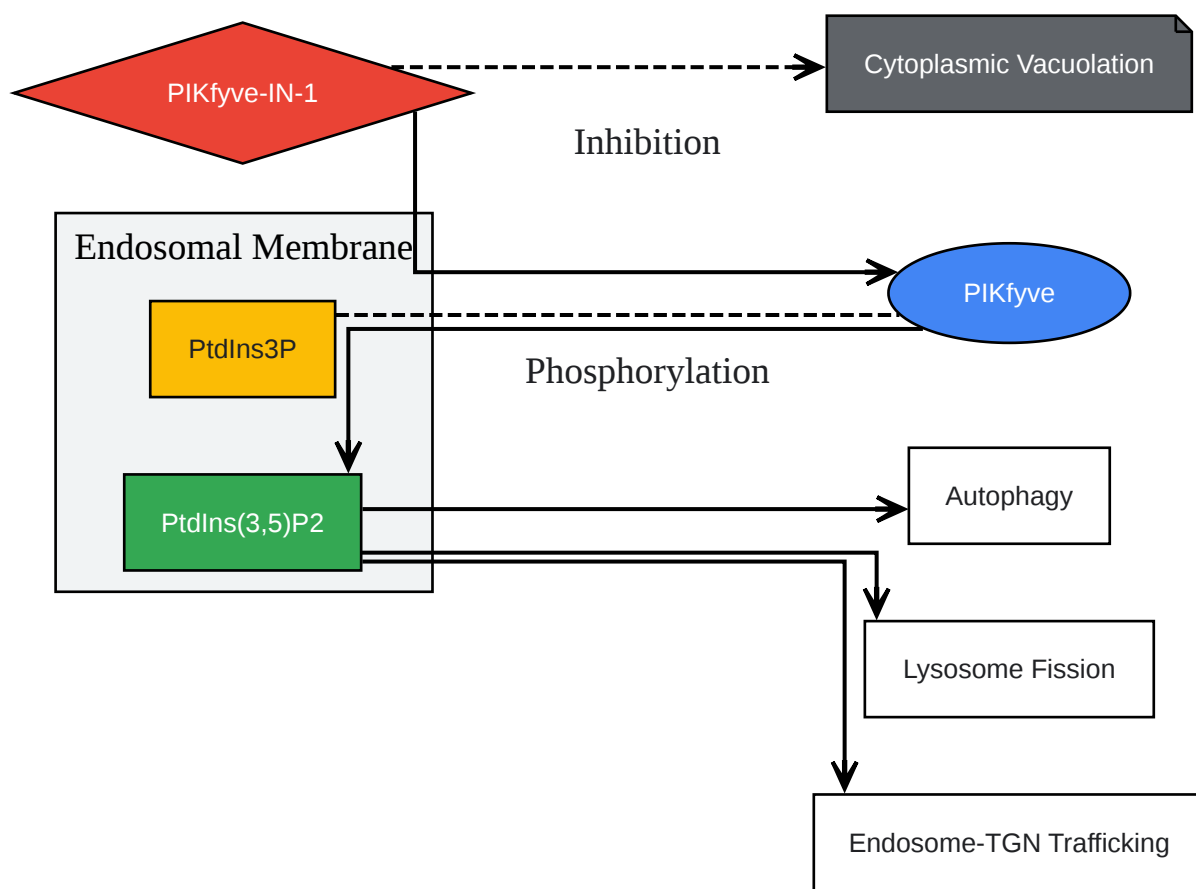 PIKfyve-IN-1
Cytoplasmic Vacuolation
Inhibition
Endosomal Membrane
PIKfyve
PtdIns3P
Phosphorylation
Autophagy
PtdIns(3,5)P2
Lysosome Fission
Endosome-TGN Trafficking